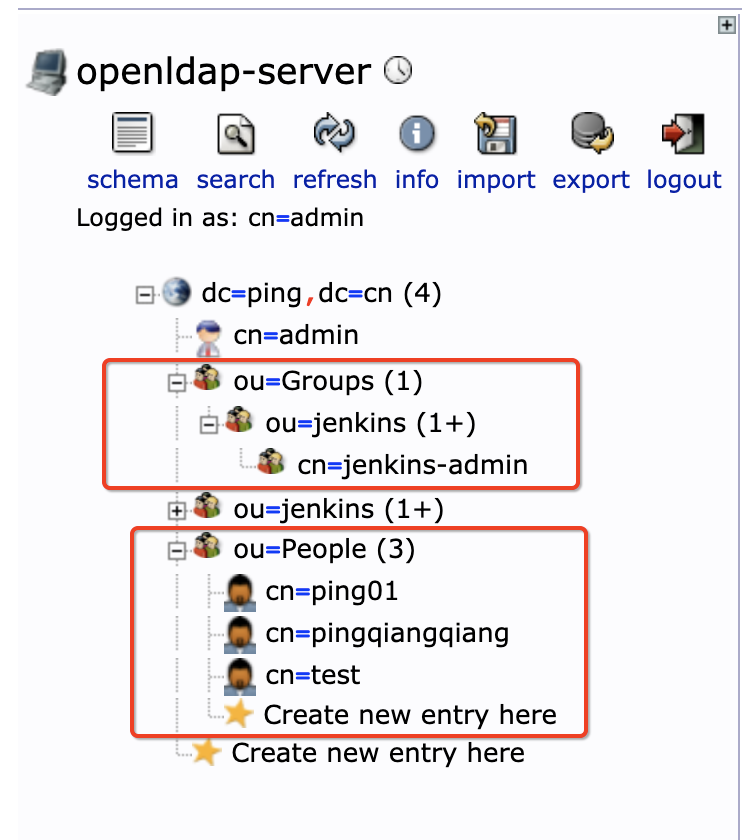 openldap-server
schema search refresh info import export logout
Logged in as: cn=admin
dc=ping,dc=cn (4)
cn=admin
ou=Groups (1)
ou=jenkins (1+)
cn=jenkins-admin
ou=jenkins (1+)
ou=People (3)
cn=ping01
cn=pingqiangqiang
cn=test
Create new entry here
Create new entry here